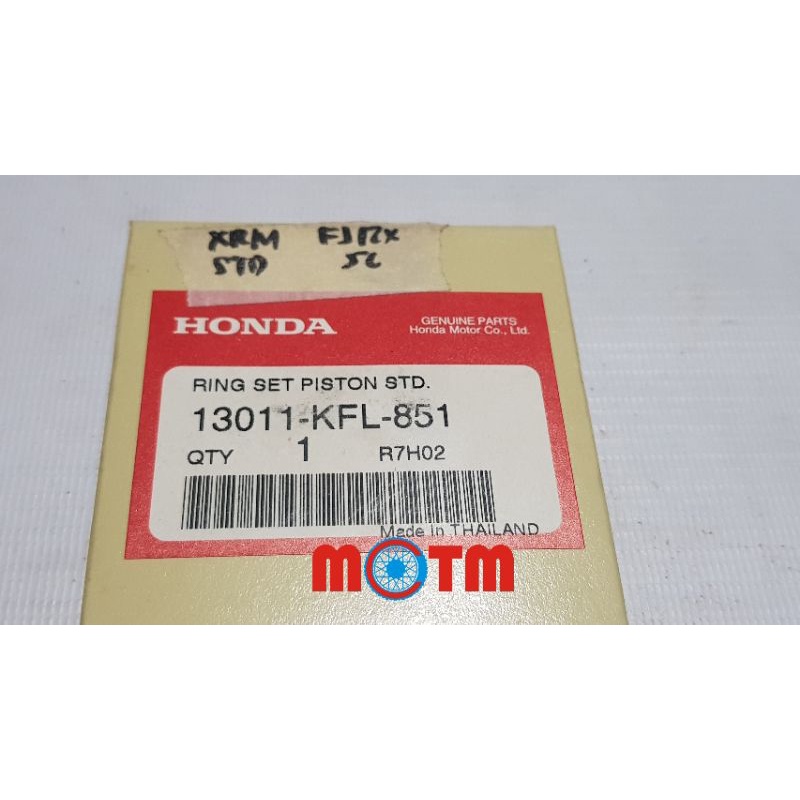 XRM
STD
HONDA
GENUINE PARTS
Honda Motor Co., Ltd.
RING SET PISTON STD.
13011-KFL-851
QTY 1 R7H02
Made in THAILAND
MOTM